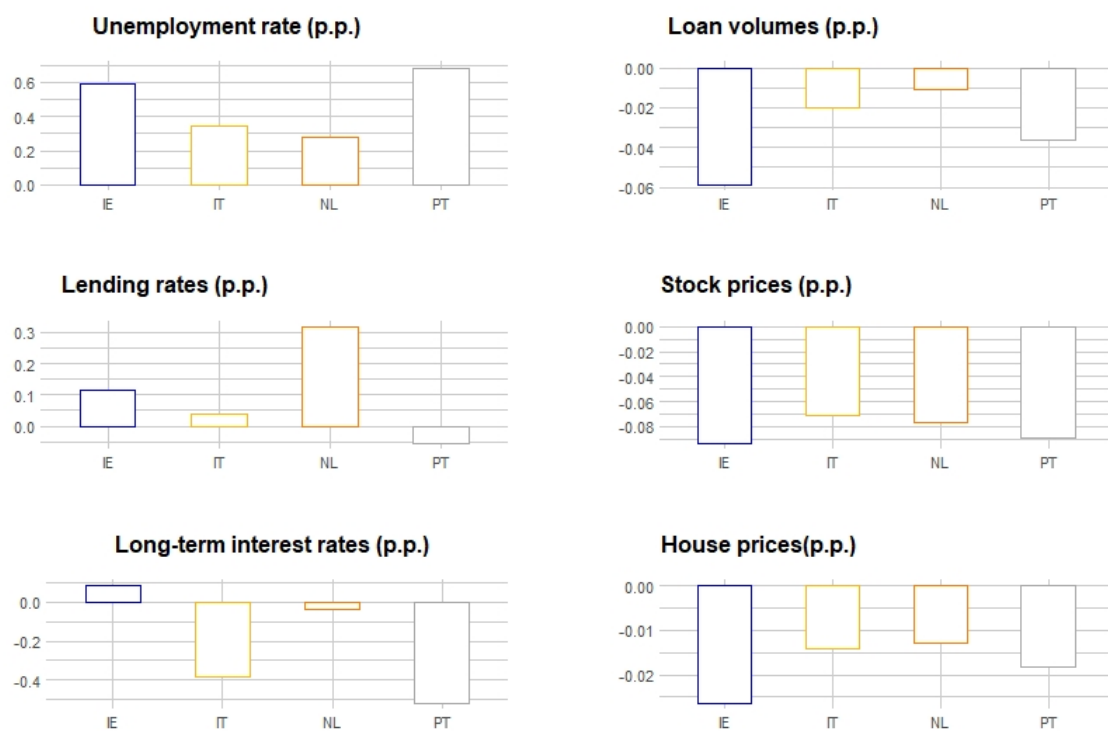 Unemployment rate (p.p.)
0.6
0.4
0.2
0.0
IE IT NL PT
Loan volumes (p.p.)
0.00
-0.02
-0.04
-0.06
IE IT NL PT
Lending rates (p.p.)
0.3
0.2
0.1
0.0
IE IT NL PT
Stock prices (p.p.)
0.00
-0.02
-0.04
-0.06
-0.08
IE IT NL PT
Long-term interest rates (p.p.)
0.0
-0.2
-0.4
IE IT NL PT
House prices(p.p.)
0.00
-0.01
-0.02
IE IT NL PT